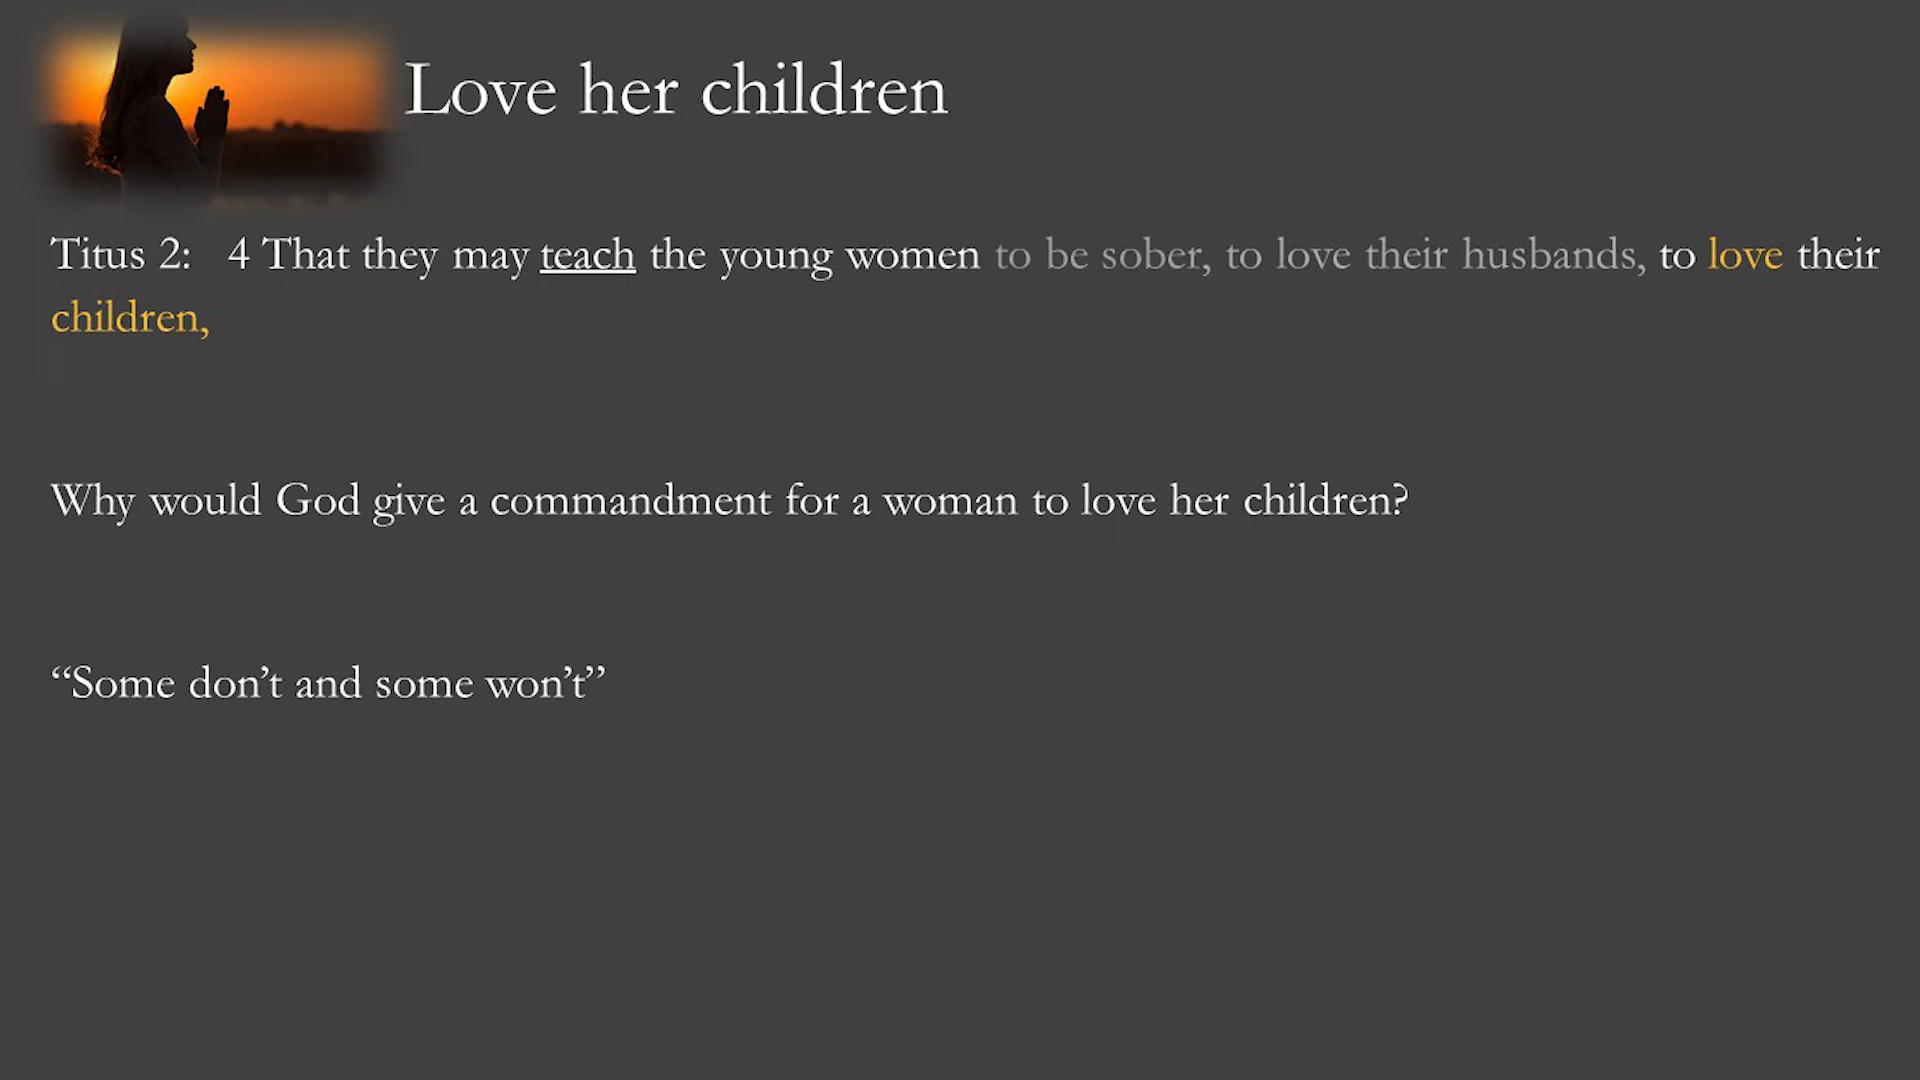 Love her children
Titus 2:   4 That they may teach the young women to be sober, to love their husbands, to love their
children,
Why would God give a commandment for a woman to love her children?
“Some don’t and some won’t”